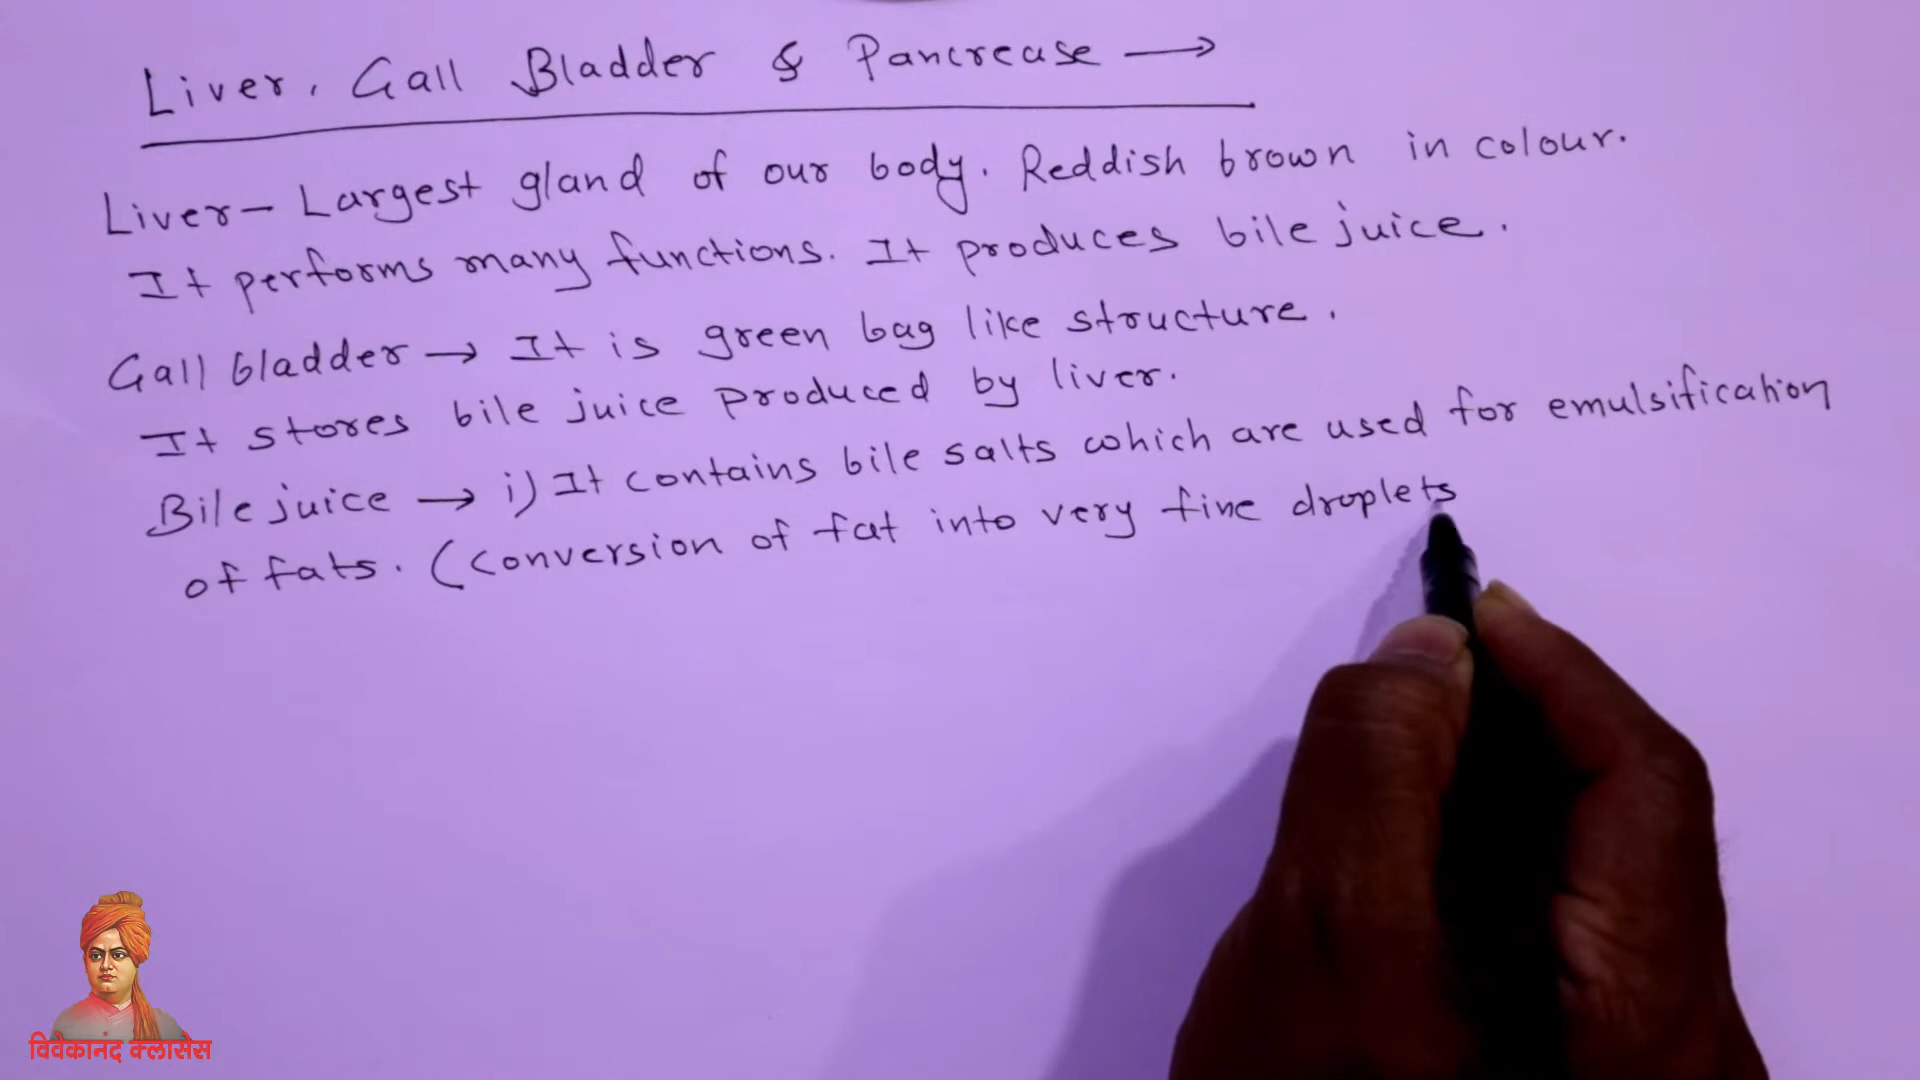 Liver, Gall Bladder & Pancrease →
Liver - Largest gland of our body. Reddish brown in colour.
It performs many functions. It produces bile juice.
Gall bladder → It is green bag like structure.
It stores bile juice produced by liver.
Bile juice → i) It contains bile salts which are used for emulsification
of fats. (Conversion of fat into very fine droplets
विवेकानंद क्लासेस